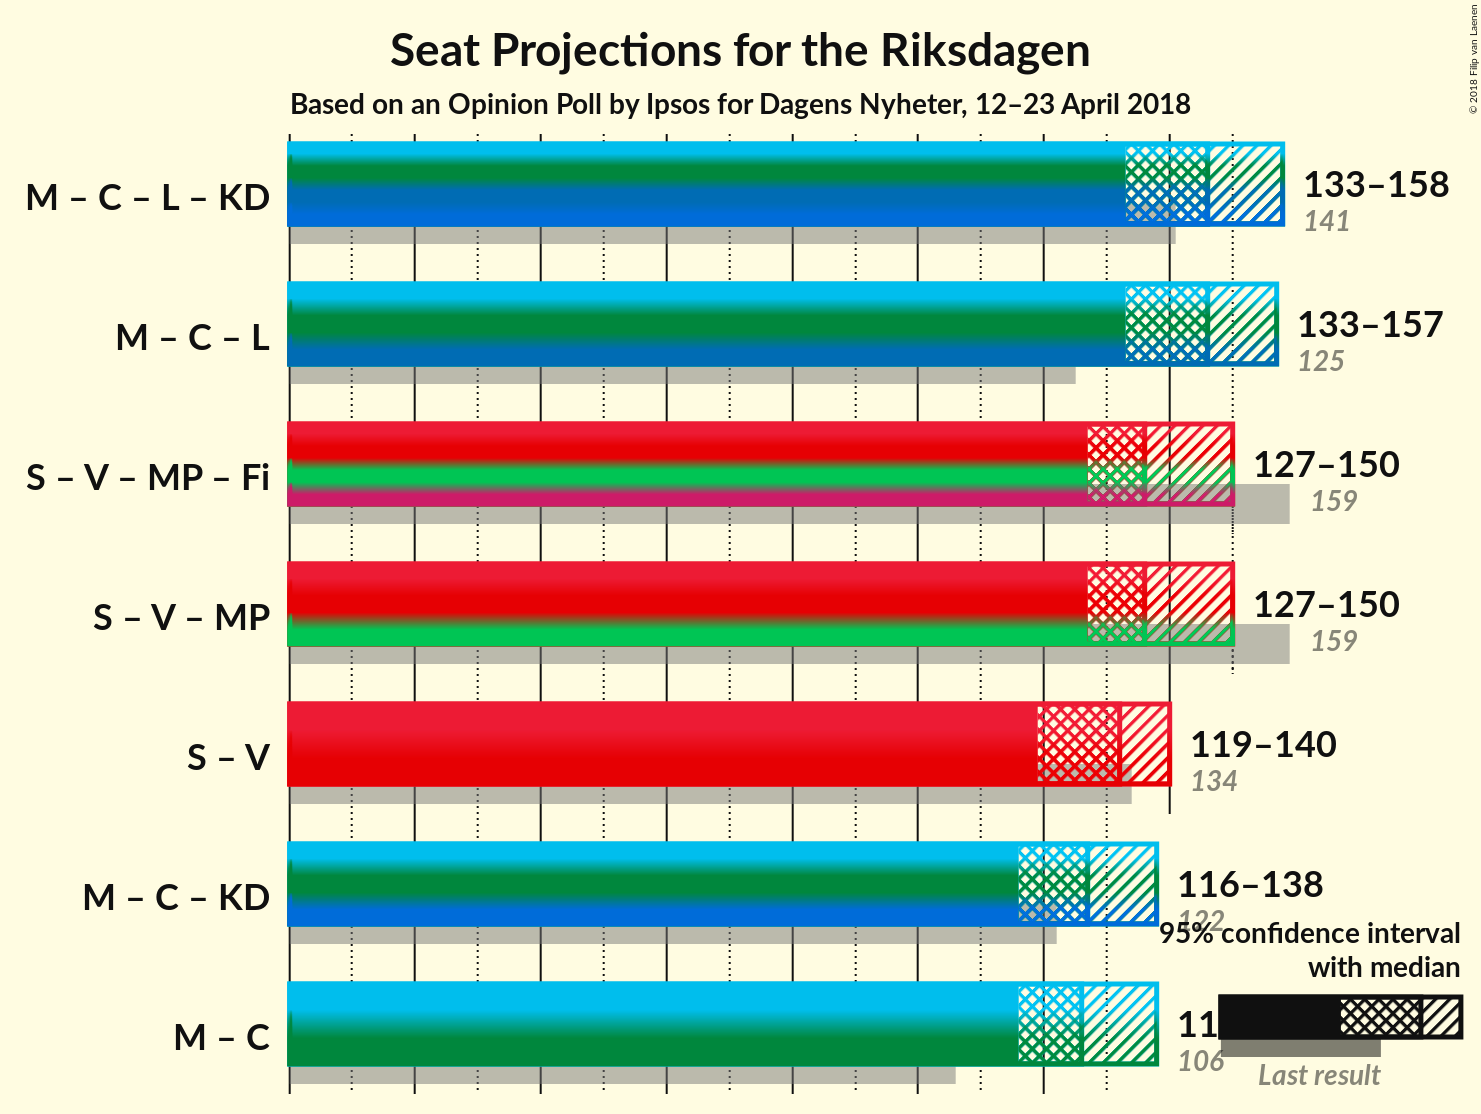 Seat Projections for the Riksdagen
Based on an Opinion Poll by Ipsos for Dagens Nyheter, 12–23 April 2018
© 2018 Filip van Laenen
M – C – L – KD
133–158
141
M – C – L
133–157
125
S – V – MP – Fi
127–150
159
S – V – MP
127–150
159
S – V
119–140
134
M – C – KD
116–138
122
M – C
11
106
95% confidence interval
with median
Last result